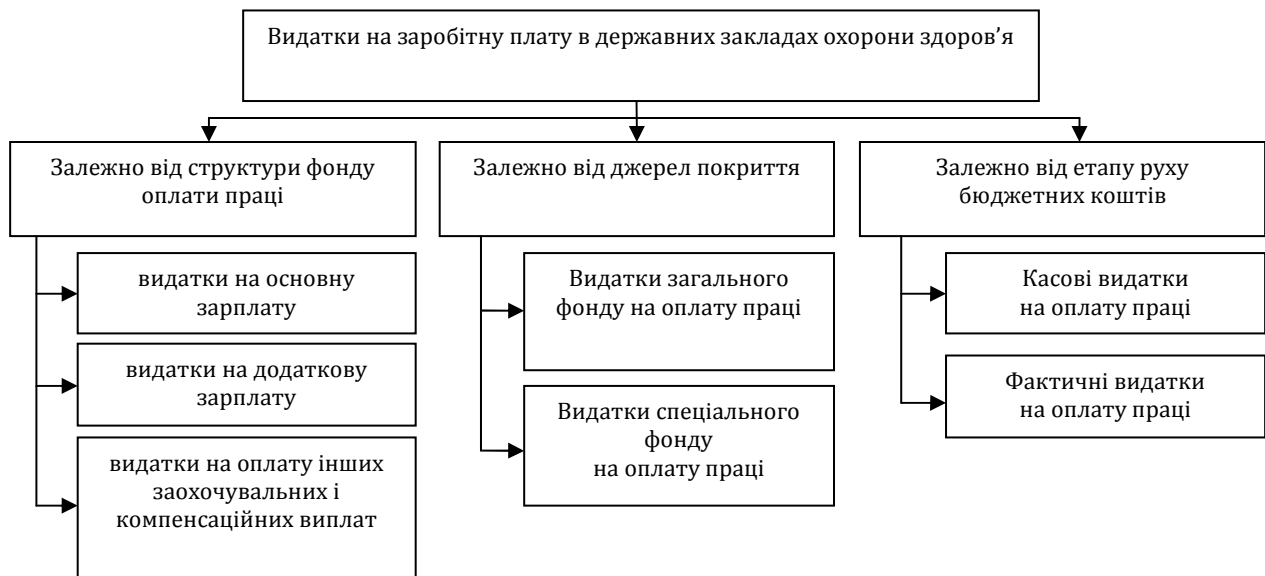 Видатки на заробітну плату в державних закладах охорони здоров’я
Залежно від структури фонду
оплати праці
видатки на основну
зарплату
видатки на додаткову
зарплату
видатки на оплату інших
заохочувальних і
компенсаційних виплат
Залежно від джерел покриття
Видатки загального
фонду на оплату праці
Видатки спеціального
фонду
на оплату праці
Залежно від етапу руху
бюджетних коштів
Касові видатки
на оплату праці
Фактичні видатки
на оплату праці